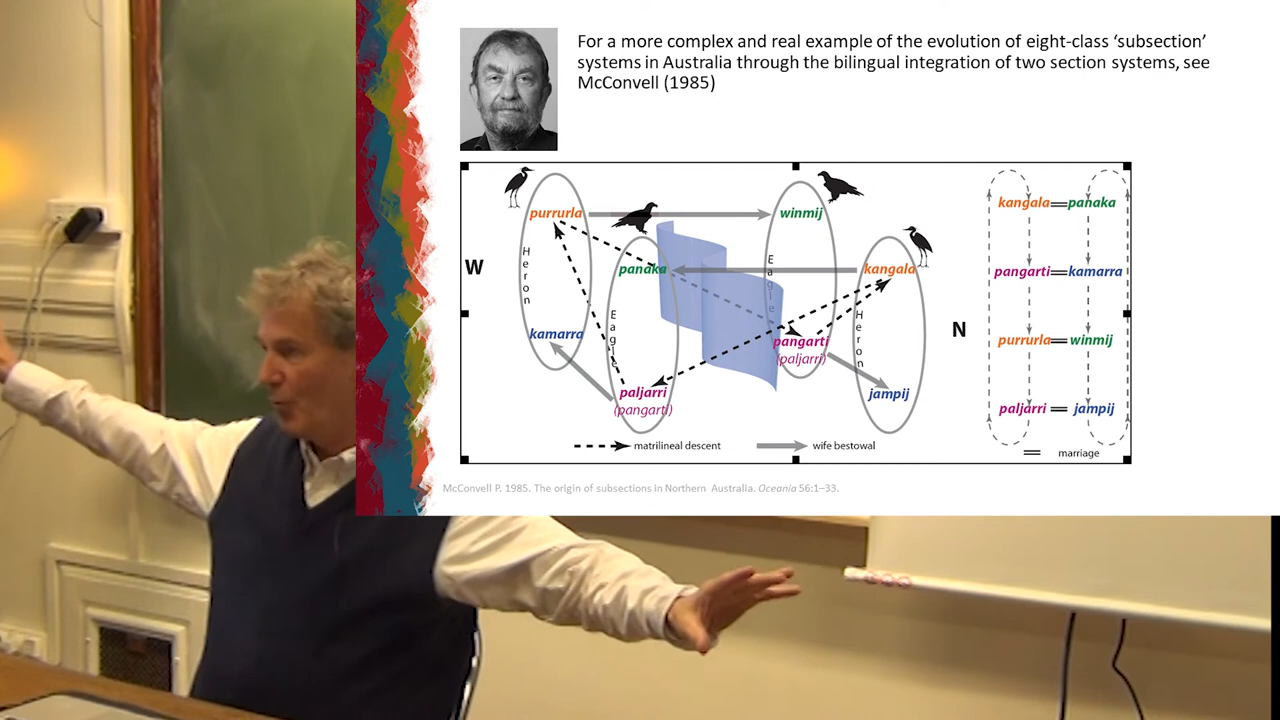 For a more complex and real example of the evolution of eight-class ‘subsection’
systems in Australia through the bilingual integration of two section systems, see
McConvell (1985)
W
purrurla
Heron
kamarra
panaka
Eagle
paljarri
(pangarti)
winmij
Eagle
pangarti
(paljarri)
kangala
Heron
jampij
matrilineal descent
wife bestowal
N
kangala panaka
pangarti kamarra
purrurla winmij
paljarri jampij
marriage
McConvell P. 1985. The origin of subsections in Northern Australia. Oceania 56:1–33.